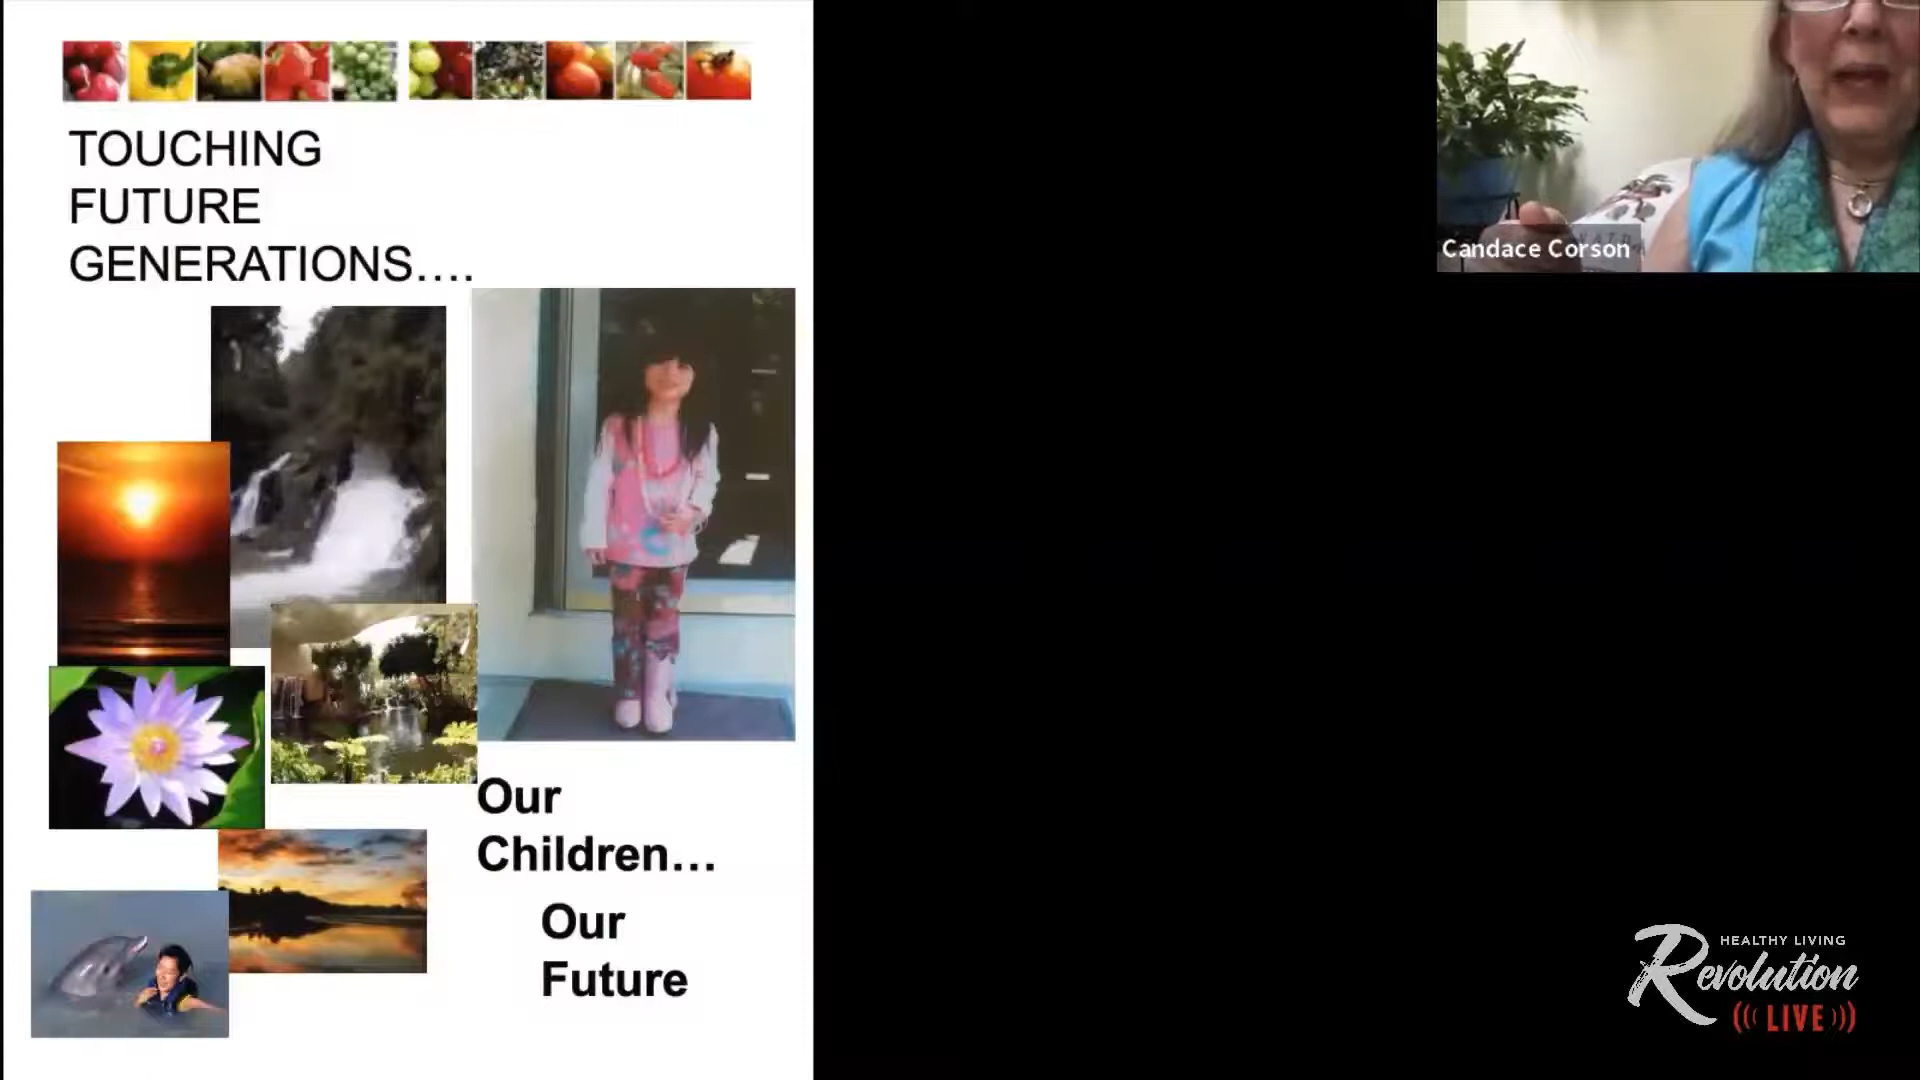 TOUCHING
FUTURE
GENERATIONS....
Our
Children...
Our
Future
Candace Corson
HEALTHY LIVING
Revolution
LIVE